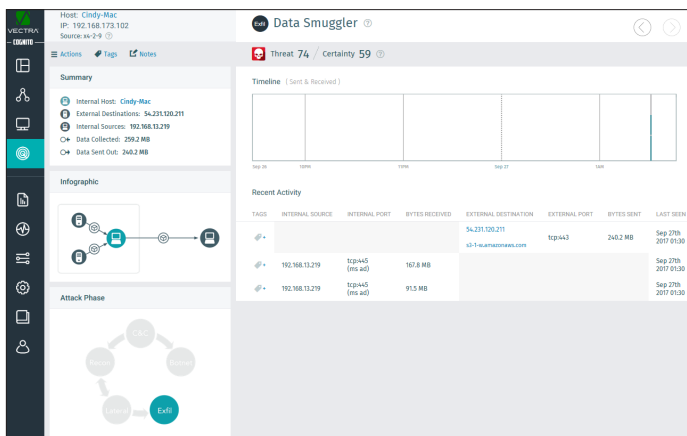 VECTRA
COGNITO
Host: Cindy-Mac
IP: 192.168.173.102
Source: x4-2-9
Actions Tags Notes
Summary
Internal Host: Cindy-Mac
External Destinations: 54.231.120.211
Internal Sources: 192.168.13.219
Data Collected: 259.2 MB
Data Sent Out: 240.2 MB
Infographic
Attack Phase
C&C
Recon
Botnet
Lateral
Exfil
Exfil Data Smuggler
Threat 74 / Certainty 59
Timeline (Sent & Received)
Sep 26 10PM 11PM Sep 27 1AM
Recent Activity
TAGS INTERNAL SOURCE INTERNAL PORT BYTES RECEIVED EXTERNAL DESTINATION EXTERNAL PORT BYTES SENT LAST SEEN
54.231.120.211
s3-1-w.amazonaws.com
tcp:443 240.2 MB Sep 27th
2017 01:30
192.168.13.219 tcp:445
(ms ad)
167.8 MB Sep 27th
2017 01:30
192.168.13.219 tcp:445
(ms ad)
91.5 MB Sep 27th
2017 01:30